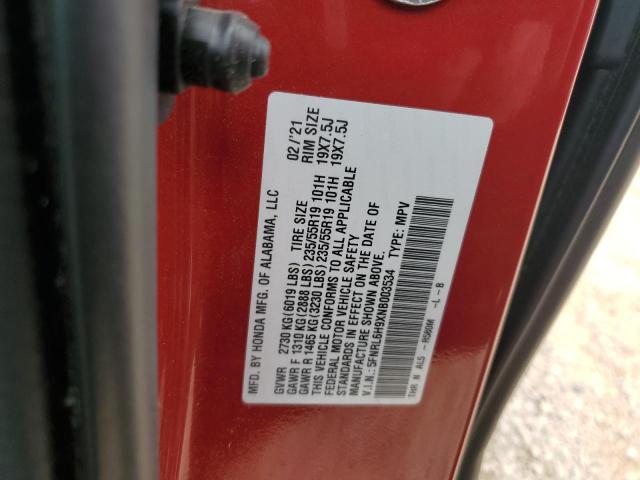 MFD. BY HONDA MFG. OF ALABAMA, LLC 02/'21
GVWR 2730 KG(6019 LBS) TIRE SIZE RIM SIZE
GAWR F 1310 KG(2888 LBS)235/55R19 101H 19X7.5J
GAWR R 1465 KG(3230 LBS)235/55R19 101H 19X7.5J
THIS VEHICLE CONFORMS TO ALL APPLICABLE
FEDERAL MOTOR VEHICLE SAFETY
STANDARDS IN EFFECT ON THE DATE OF
MANUFACTURE SHOWN ABOVE.
V.I.N.: 5FNRL6H9XNB003534 TYPE: MPV
THR N AL5 - R580M -L-B